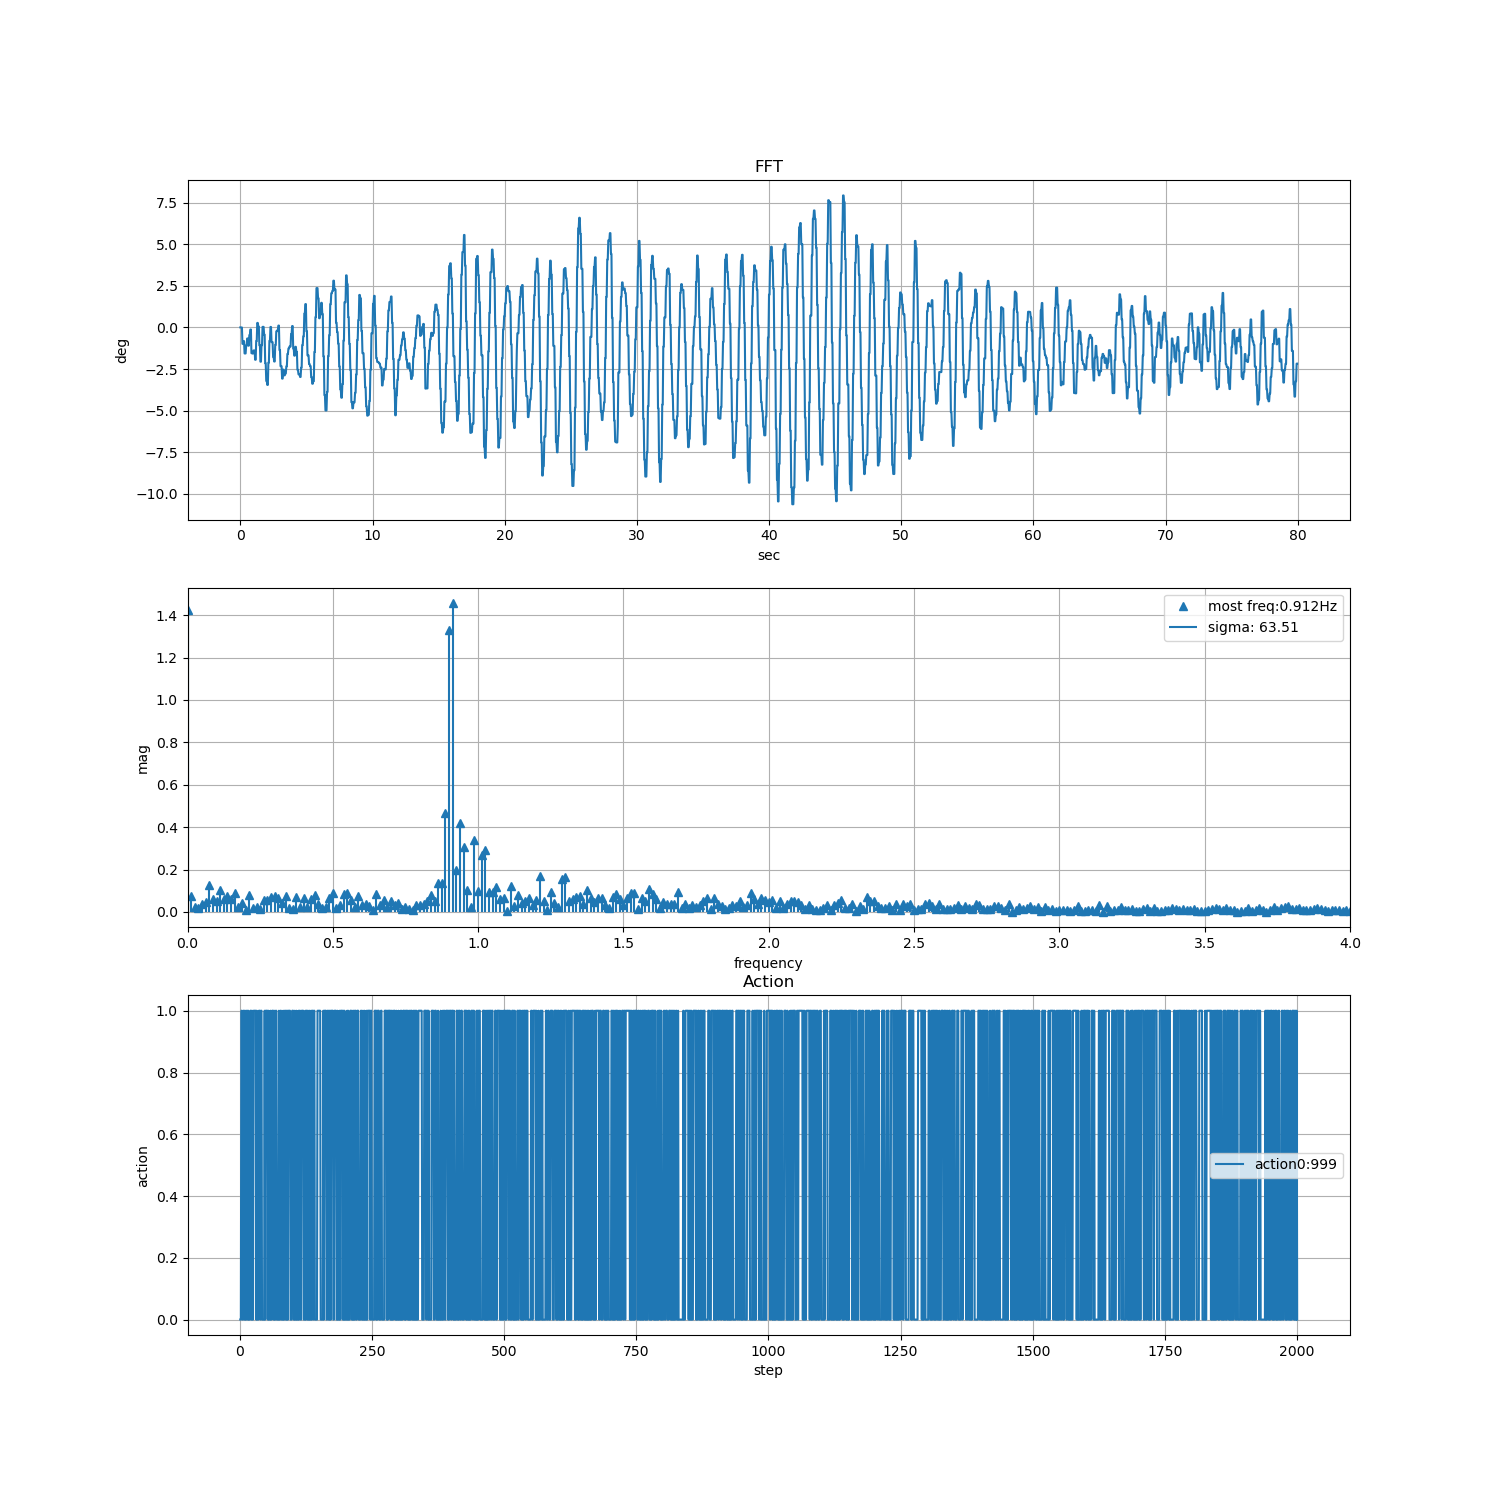 FFT
7.5
5.0
2.5
0.0
−2.5
−5.0
−7.5
−10.0
deg
0 10 20 30 40 50 60 70 80
sec
1.4
1.2
1.0
0.8
0.6
0.4
0.2
0.0
mag
most freq:0.912Hz
sigma: 63.51
0.0 0.5 1.0 1.5 2.0 2.5 3.0 3.5 4.0
frequency
Action
1.0
0.8
0.6
0.4
0.2
0.0
action
action0:999
0 250 500 750 1000 1250 1500 1750 2000
step